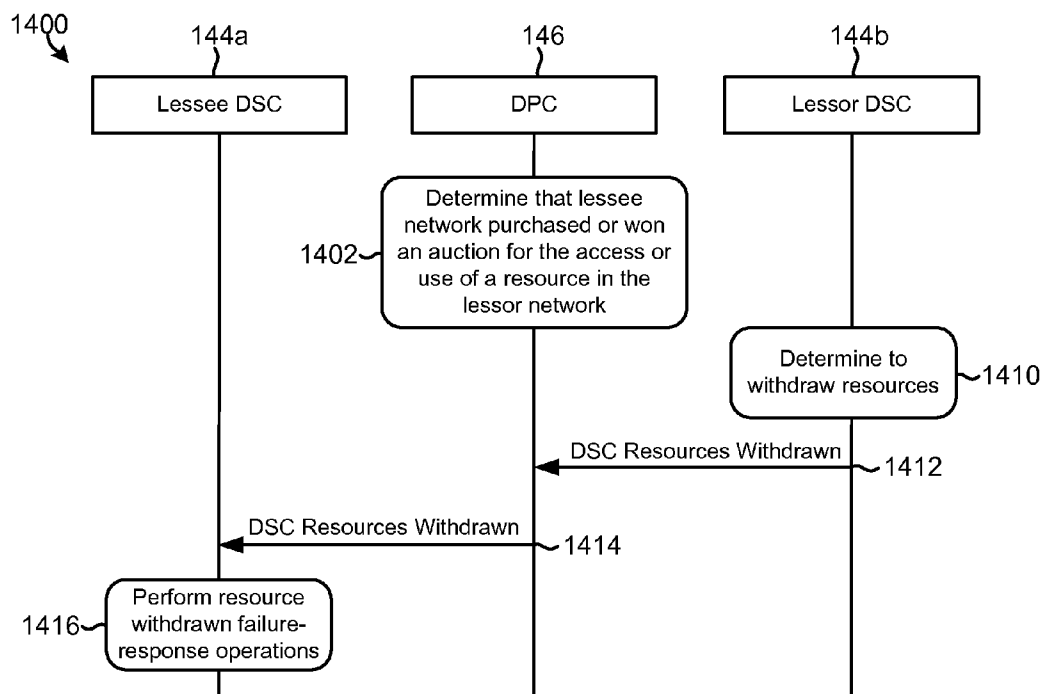 1400
144a
146
144b
Lessee DSC
DPC
Lessor DSC
Determine that lessee
network purchased or won
an auction for the access or
use of a resource in the
lessor network
1402
Determine to
withdraw resources
1410
DSC Resources Withdrawn
1412
DSC Resources Withdrawn
1414
Perform resource
withdrawn failure-
response operations
1416